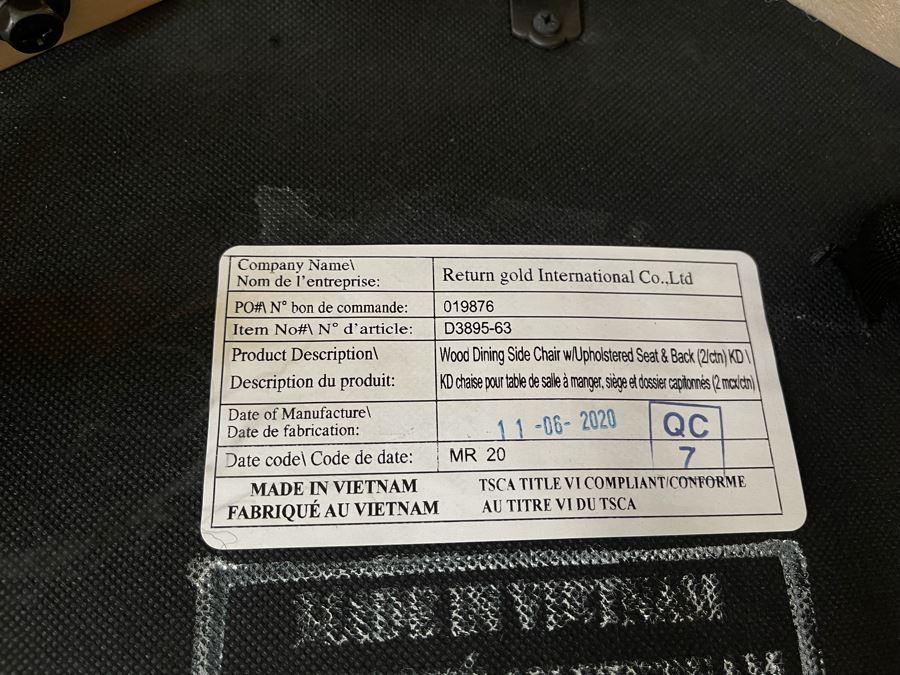 Company Name\
Nom de l'entreprise:
Return gold International Co.,Ltd
PO#\ N° bon de commande:
019876
Item No#\ N° d'article:
D3895-63
Product Description\
Description du produit:
Wood Dining Side Chair w/Upholstered Seat & Back (2/ctn) KD \
KD chaise pour table de salle à manger, siège et dossier capitonnés (2 mcx/ctn)
Date of Manufacture\
Date de fabrication:
11-06-2020
QC
7
Date code\ Code de date:
MR 20
MADE IN VIETNAM
FABRIQUÉ AU VIETNAM
TSCA TITLE VI COMPLIANT/CONFORME
AU TITRE VI DU TSCA
MADE IN VIETNAM